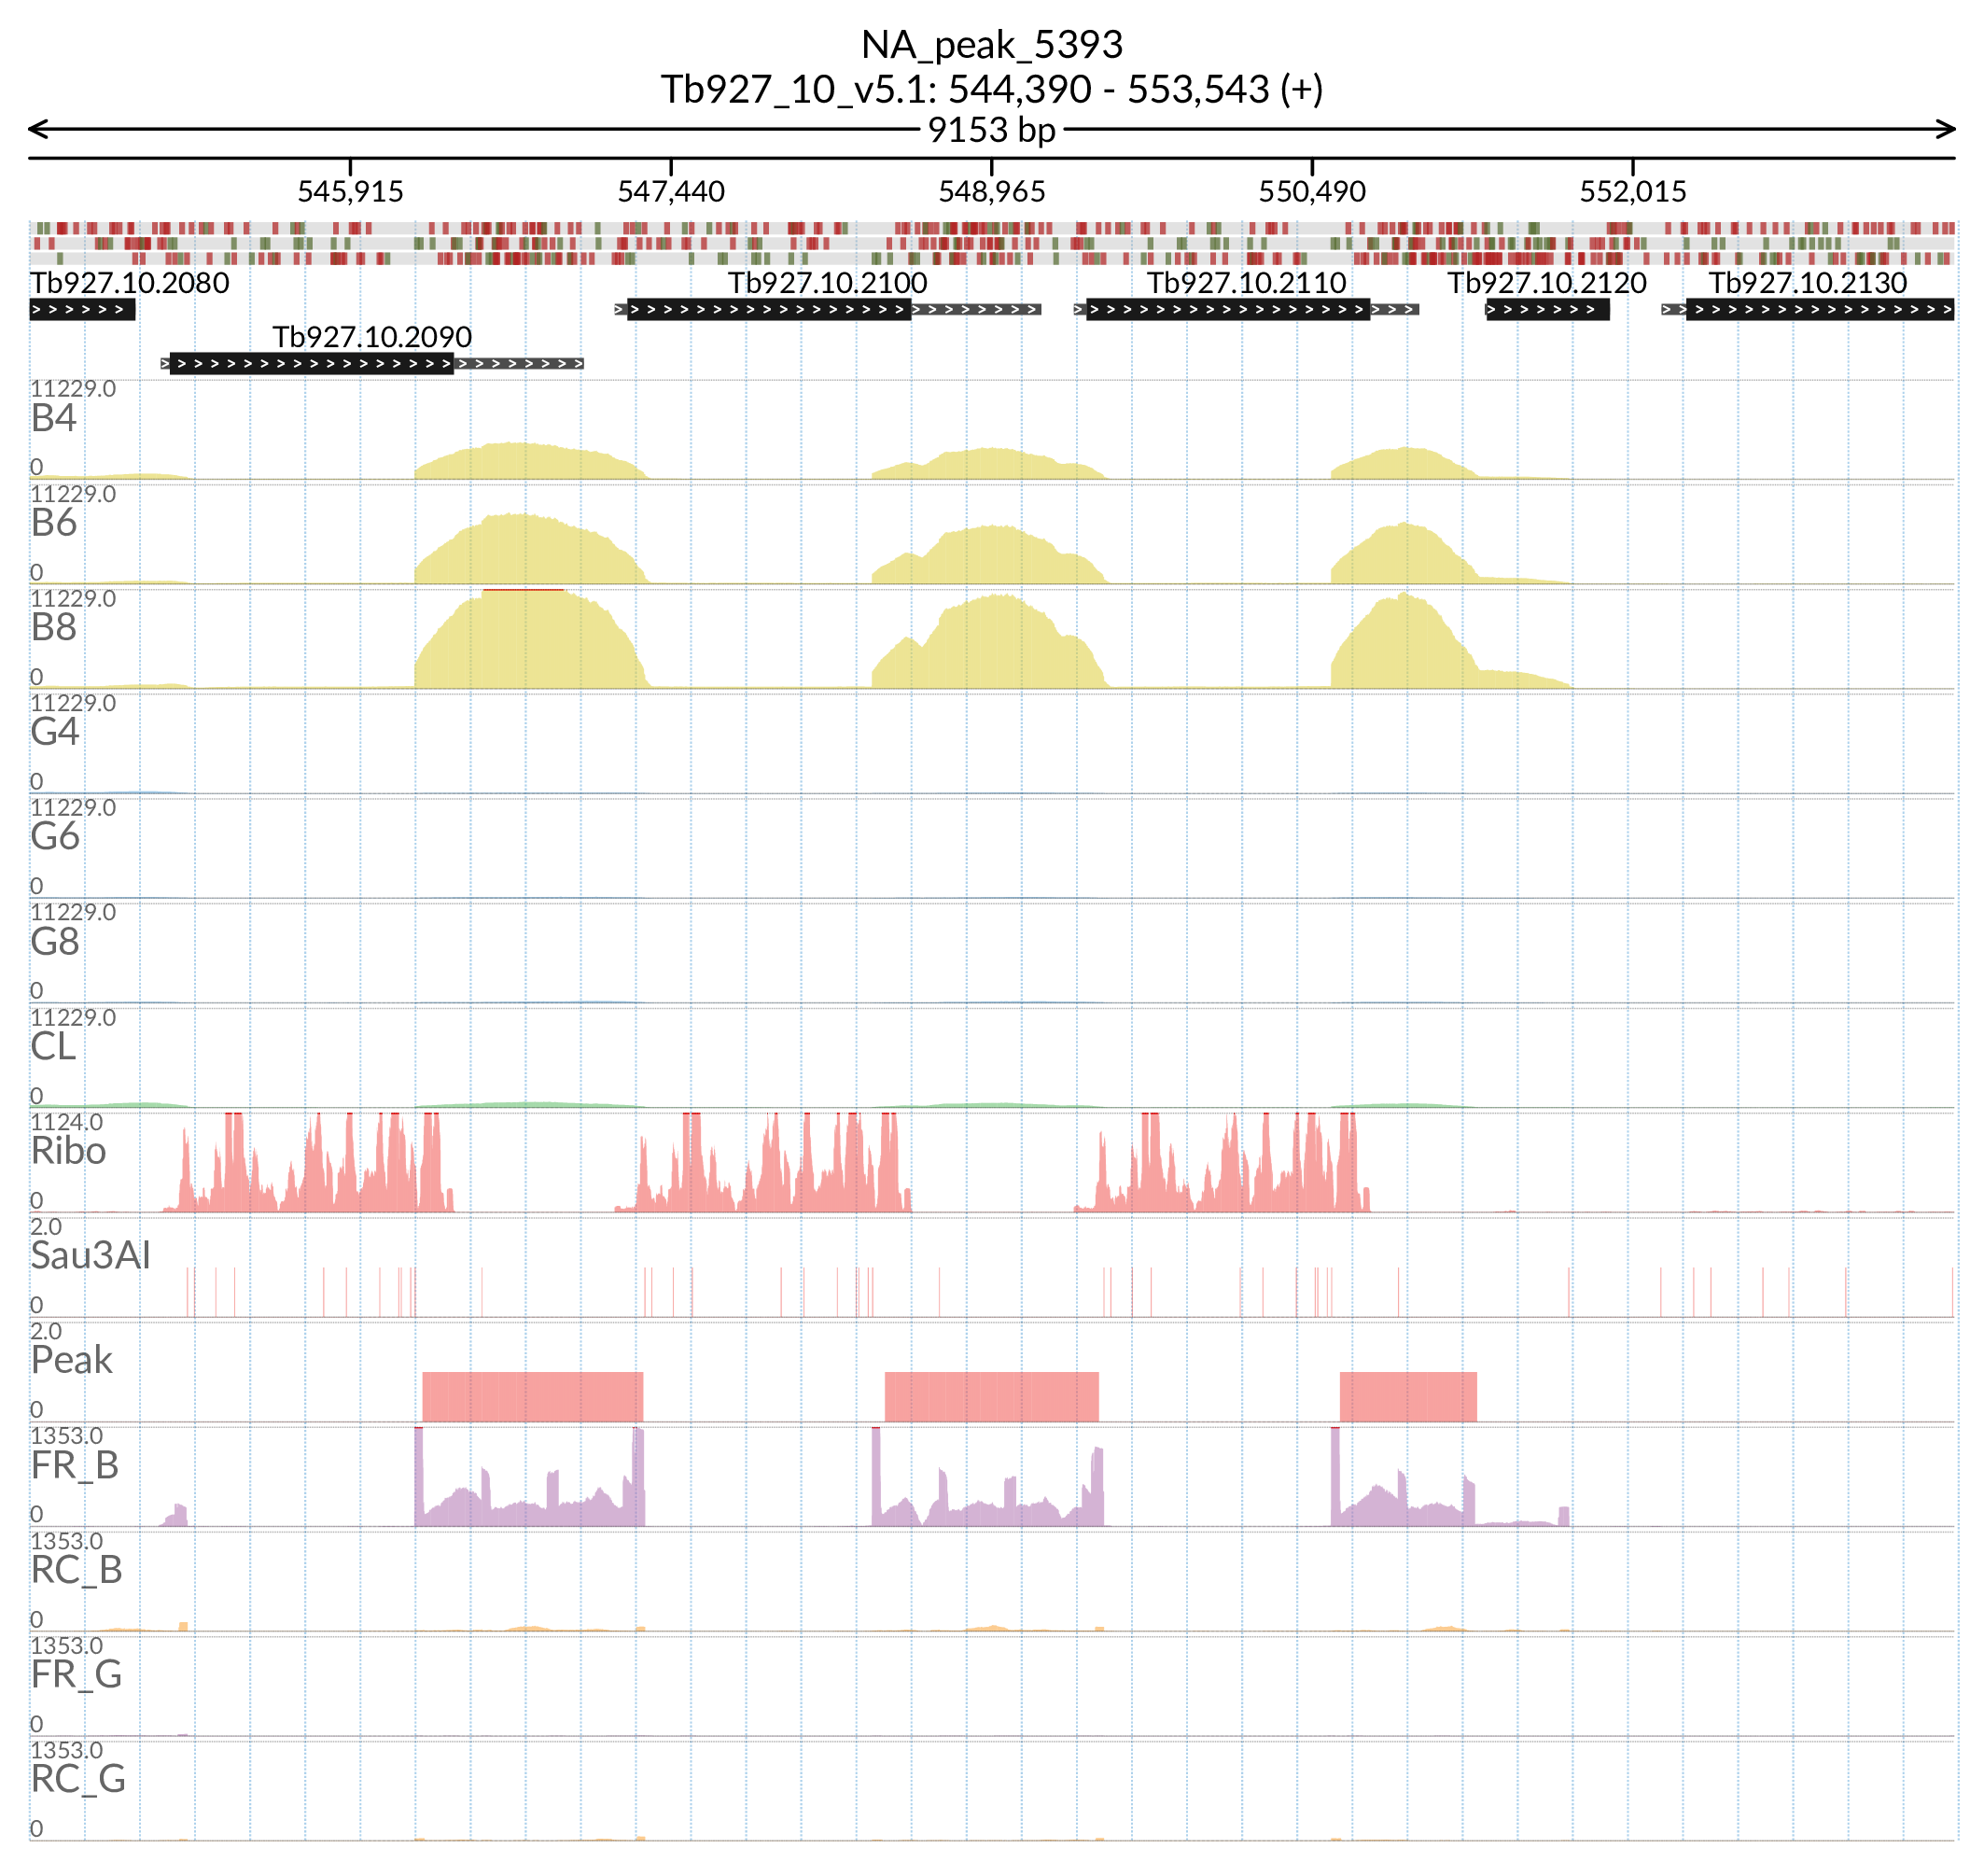 NA_peak_5393
Tb927_10_v5.1: 544,390 - 553,543 (+)
9153 bp
545,915 547,440 548,965 550,490 552,015
Tb927.10.2080 Tb927.10.2100 Tb927.10.2110 Tb927.10.2120 Tb927.10.2130
Tb927.10.2090
11229.0
B4
0
11229.0
B6
0
11229.0
B8
0
11229.0
G4
0
11229.0
G6
0
11229.0
G8
0
11229.0
CL
0
1124.0
Ribo
0
2.0
Sau3AI
0
2.0
Peak
0
1353.0
FR_B
0
1353.0
RC_B
0
1353.0
FR_G
0
1353.0
RC_G
0